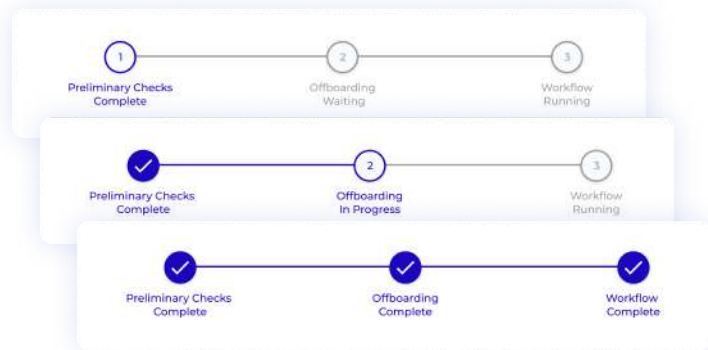 1
2
3
Preliminary Checks
Complete
Offboarding
Waiting
Workflow
Running
2
3
Preliminary Checks
Complete
Offboarding
In Progress
Workflow
Running
Preliminary Checks
Complete
Offboarding
Complete
Workflow
Complete